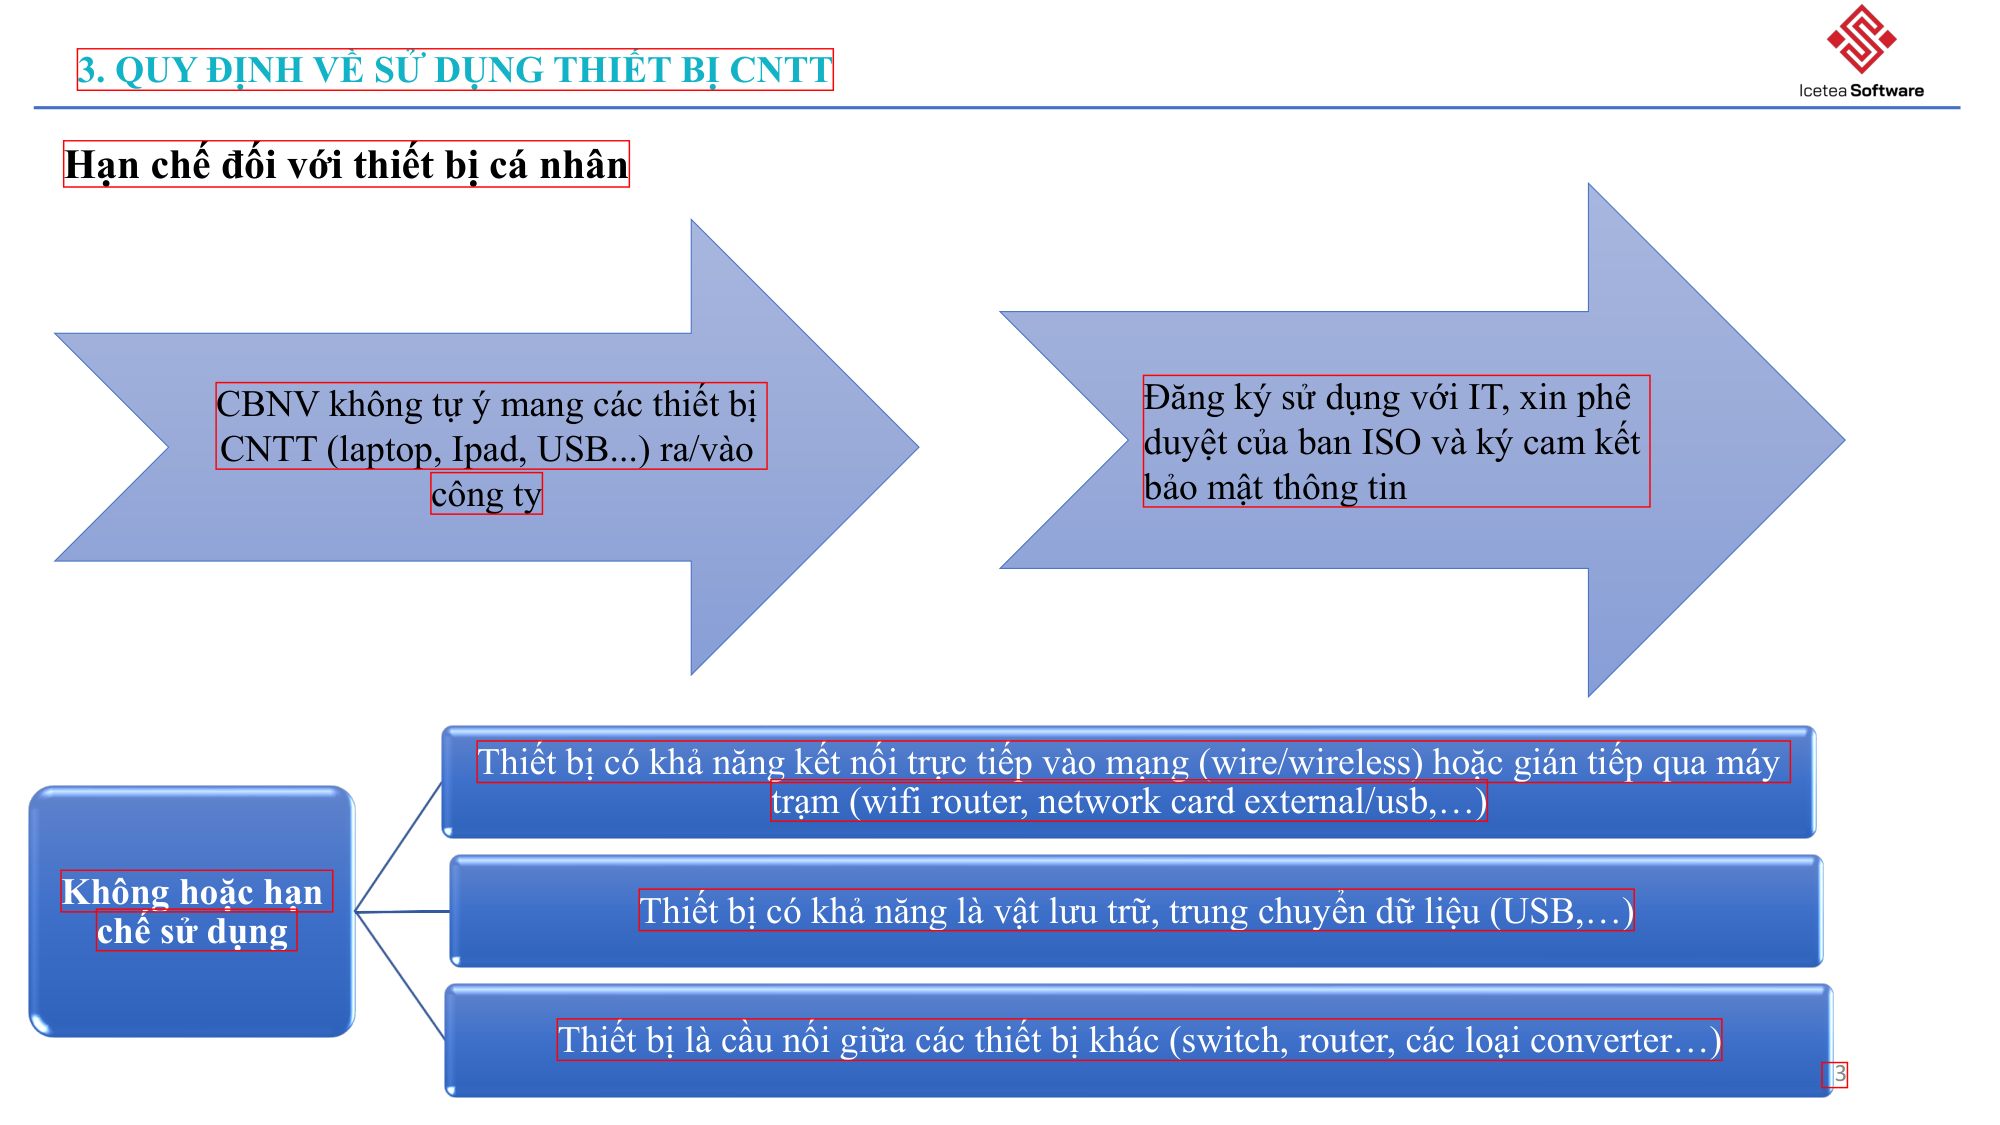 3. QUY ĐỊNH VỀ SỬ DỤNG THIẾT BỊ CNTT
Icetea Software
Hạn chế đối với thiết bị cá nhân
CBNV không tự ý mang các thiết bị
CNTT (laptop, Ipad, USB...) ra/vào
công ty
Đăng ký sử dụng với IT, xin phê
duyệt của ban ISO và ký cam kết
bảo mật thông tin
Không hoặc hạn
chế sử dụng
Thiết bị có khả năng kết nối trực tiếp vào mạng (wire/wireless) hoặc gián tiếp qua máy
trạm (wifi router, network card external/usb,…)
Thiết bị có khả năng là vật lưu trữ, trung chuyển dữ liệu (USB,…)
Thiết bị là cầu nối giữa các thiết bị khác (switch, router, các loại converter…)
3